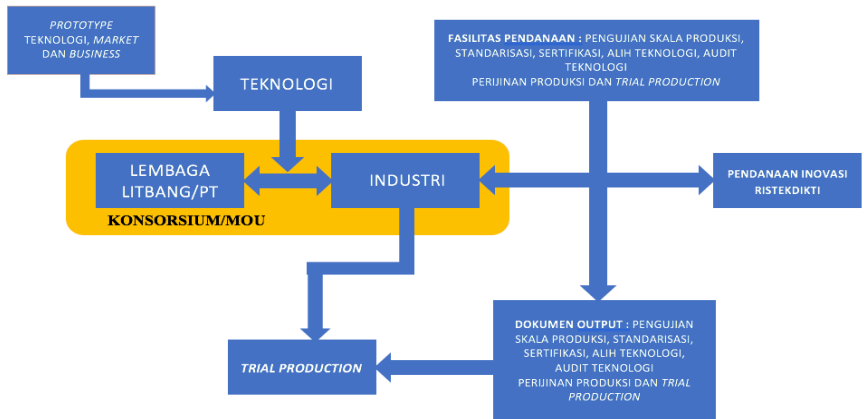 PROTOTYPE
TEKNOLOGI, MARKET
DAN BUSINESS
FASILITAS PENDANAAN : PENGUJIAN SKALA PRODUKSI,
STANDARISASI, SERTIFIKASI, ALIH TEKNOLOGI, AUDIT
TEKNOLOGI
PERIJINAN PRODUKSI DAN TRIAL PRODUCTION
TEKNOLOGI
LEMBAGA
LITBANG/PT
INDUSTRI
KONSORSIUM/MOU
PENDANAAN INOVASI
RISTEKDIKTI
TRIAL PRODUCTION
DOKUMEN OUTPUT : PENGUJIAN
SKALA PRODUKSI, STANDARISASI,
SERTIFIKASI, ALIH TEKNOLOGI,
AUDIT TEKNOLOGI
PERIJINAN PRODUKSI DAN TRIAL
PRODUCTION